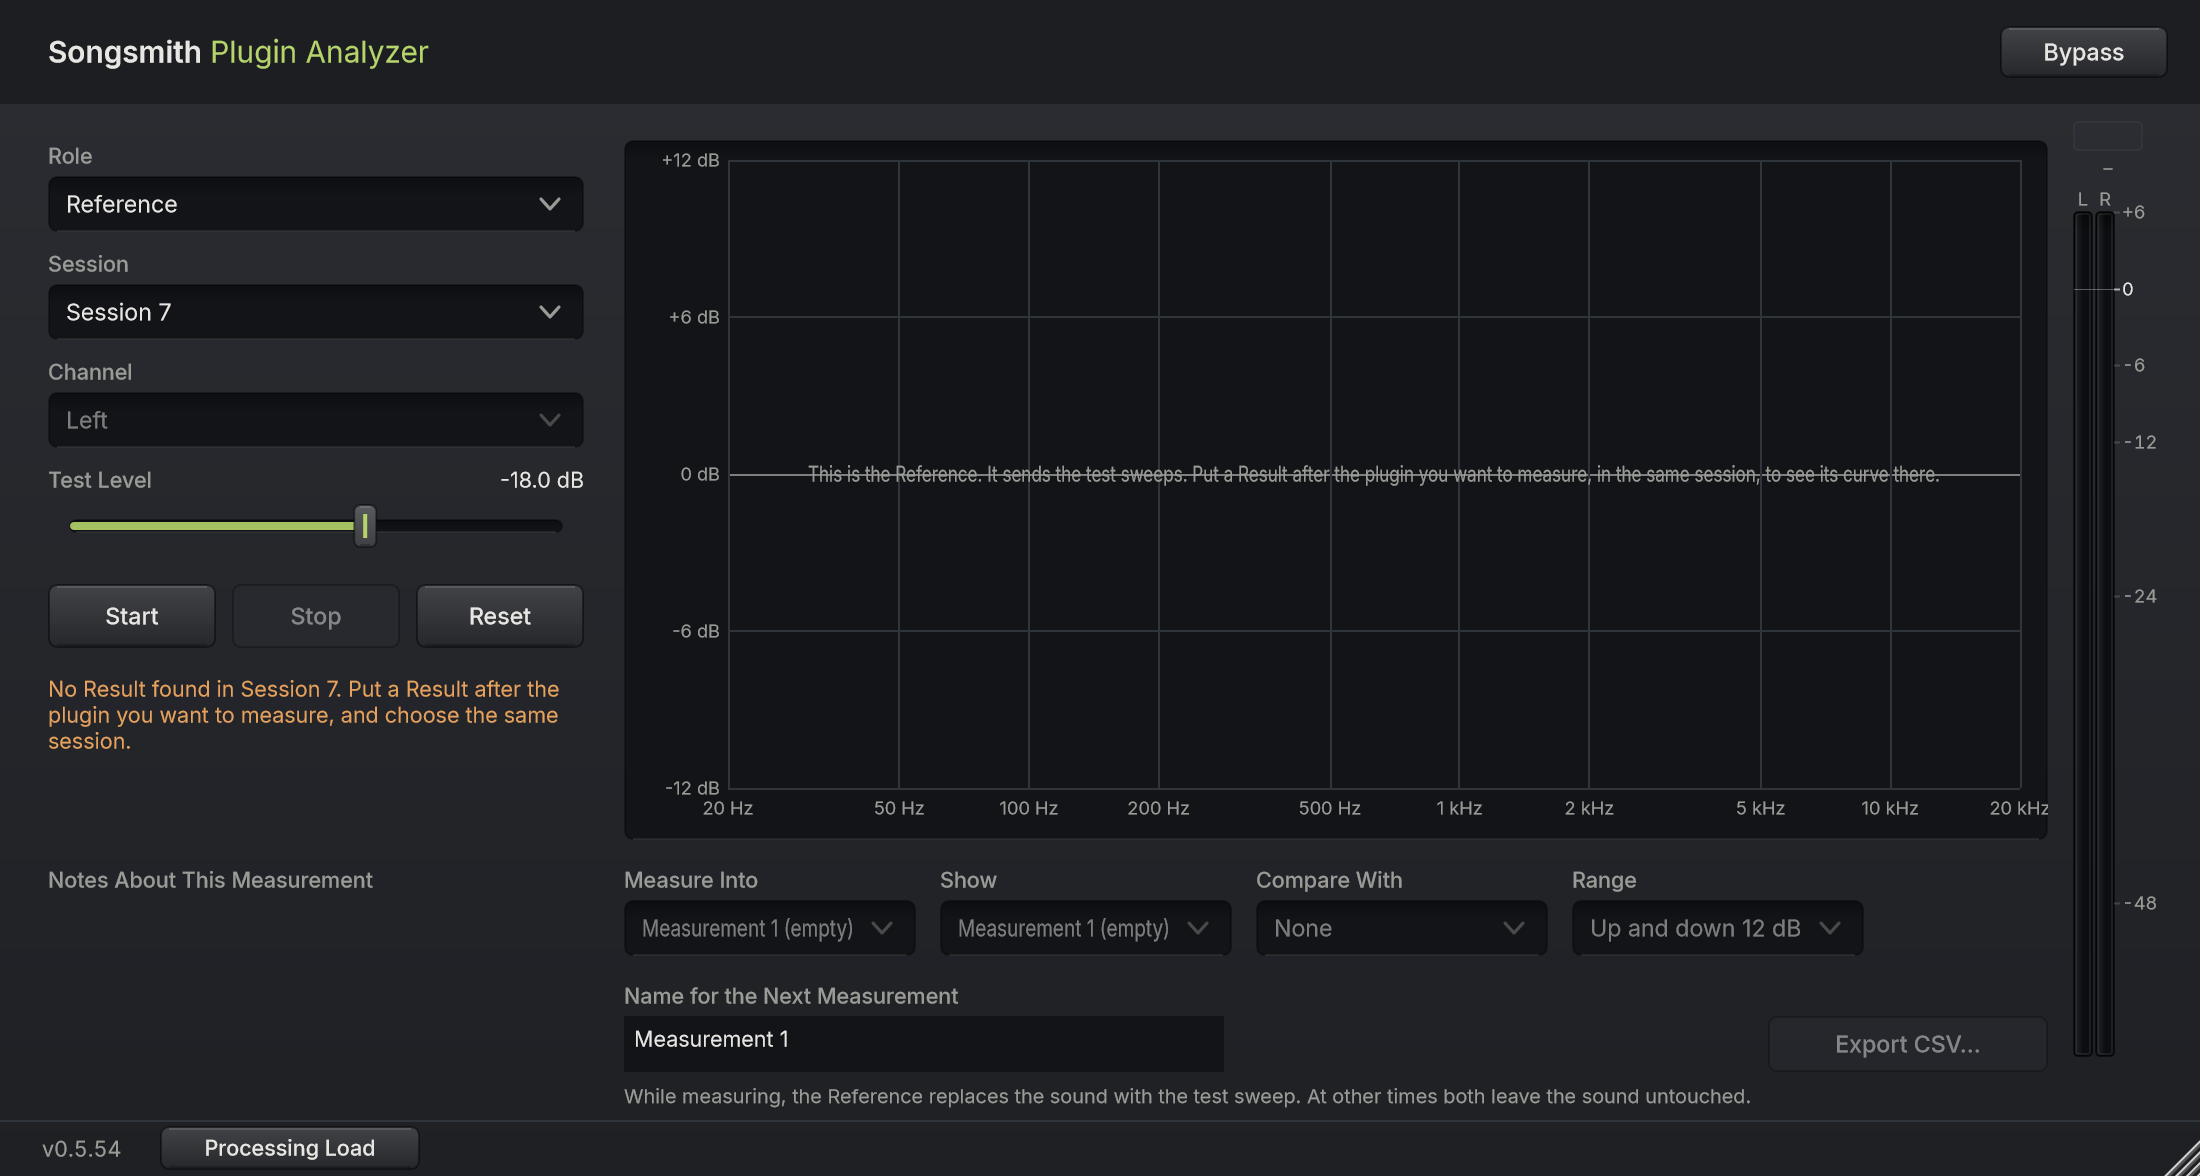 Songsmith Plugin Analyzer
Bypass
Role
Reference
Session
Session 7
Channel
Left
Test Level
-18.0 dB
Start
Stop
Reset
No Result found in Session 7. Put a Result after the
plugin you want to measure, and choose the same
session.
Notes About This Measurement
+12 dB
+6 dB
0 dB
-6 dB
-12 dB
This is the Reference. It sends the test sweeps. Put a Result after the plugin you want to measure, in the same session, to see its curve there.
20 Hz
50 Hz
100 Hz
200 Hz
500 Hz
1 kHz
2 kHz
5 kHz
10 kHz
20 kHz
–
L R
+6
0
-6
-12
-24
-48
Measure Into
Measurement 1 (empty)
Show
Measurement 1 (empty)
Compare With
None
Range
Up and down 12 dB
Name for the Next Measurement
Measurement 1
Export CSV...
While measuring, the Reference replaces the sound with the test sweep. At other times both leave the sound untouched.
v0.5.54
Processing Load